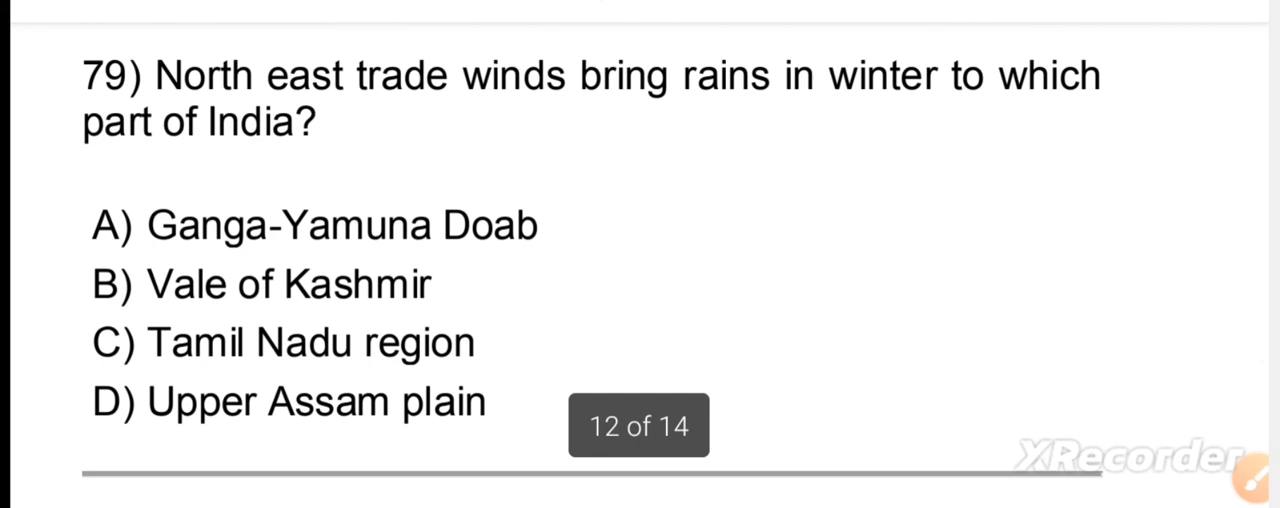 79) North east trade winds bring rains in winter to which
part of India?
A) Ganga-Yamuna Doab
B) Vale of Kashmir
C) Tamil Nadu region
D) Upper Assam plain
12 of 14
XRecorder